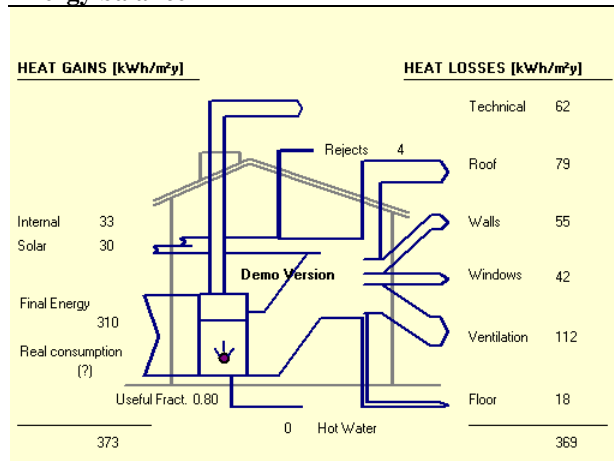 HEAT GAINS [kWh/m²y]
HEAT LOSSES [kWh/m²y]
Technical 62
Rejects 4
Roof 79
Internal 33
Walls 55
Solar 30
Demo Version
Windows 42
Final Energy
310
Ventilation 112
Real consumption
(?)
Useful Fract. 0.80
Floor 18
0 Hot Water
373
369